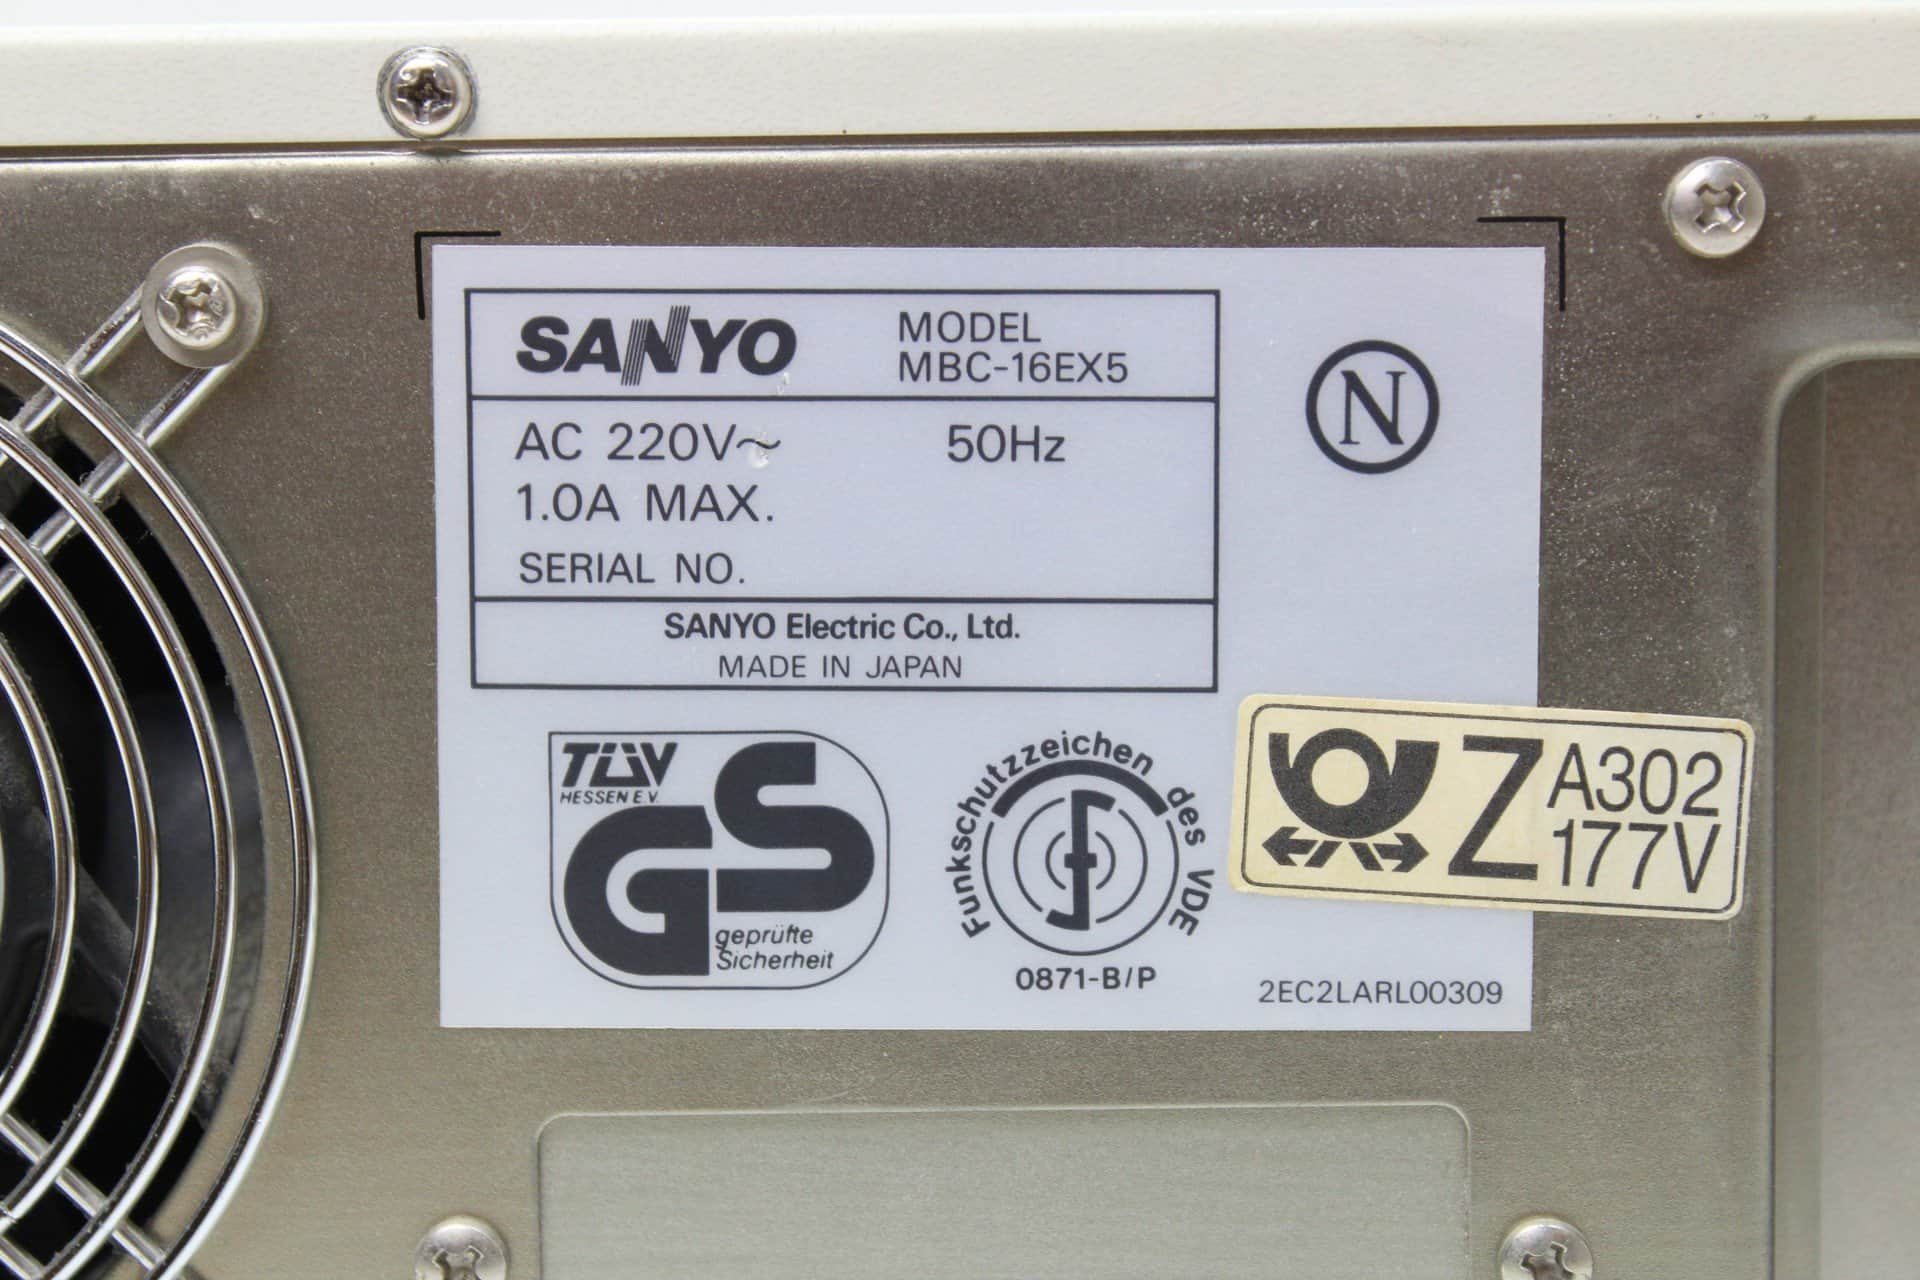 SANYO
MODEL
MBC-16EX5
AC 220V~ 50Hz
1.0A MAX.
SERIAL NO.
SANYO Electric Co., Ltd.
MADE IN JAPAN
N
TÜV
HESSEN E.V.
GS
geprüfte
Sicherheit
Funkschutzzeichen des VDE
0871-B/P
Z A302
177V
2EC2LARL00309